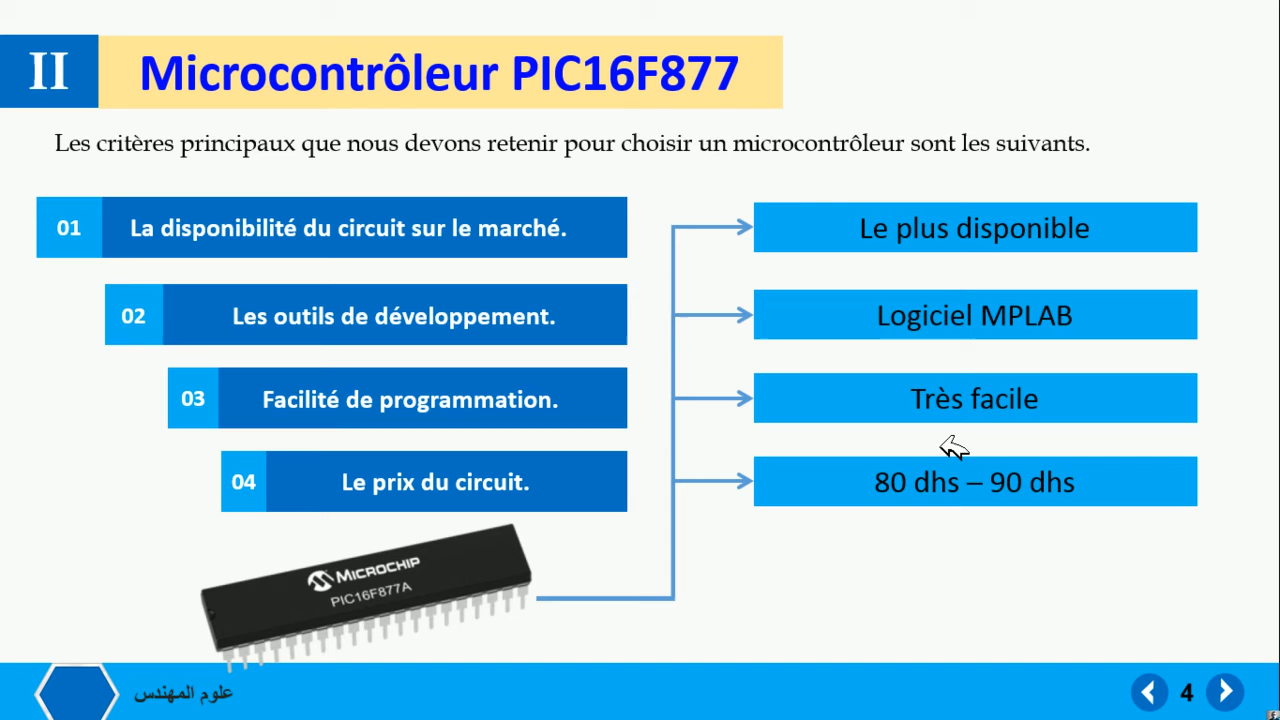 II
Microcontrôleur PIC16F877
Les critères principaux que nous devons retenir pour choisir un microcontrôleur sont les suivants.
01 La disponibilité du circuit sur le marché.
Le plus disponible
02 Les outils de développement.
Logiciel MPLAB
03 Facilité de programmation.
Très facile
04 Le prix du circuit.
80 dhs – 90 dhs
MICROCHIP
PIC16F877A
علوم المهندس
4